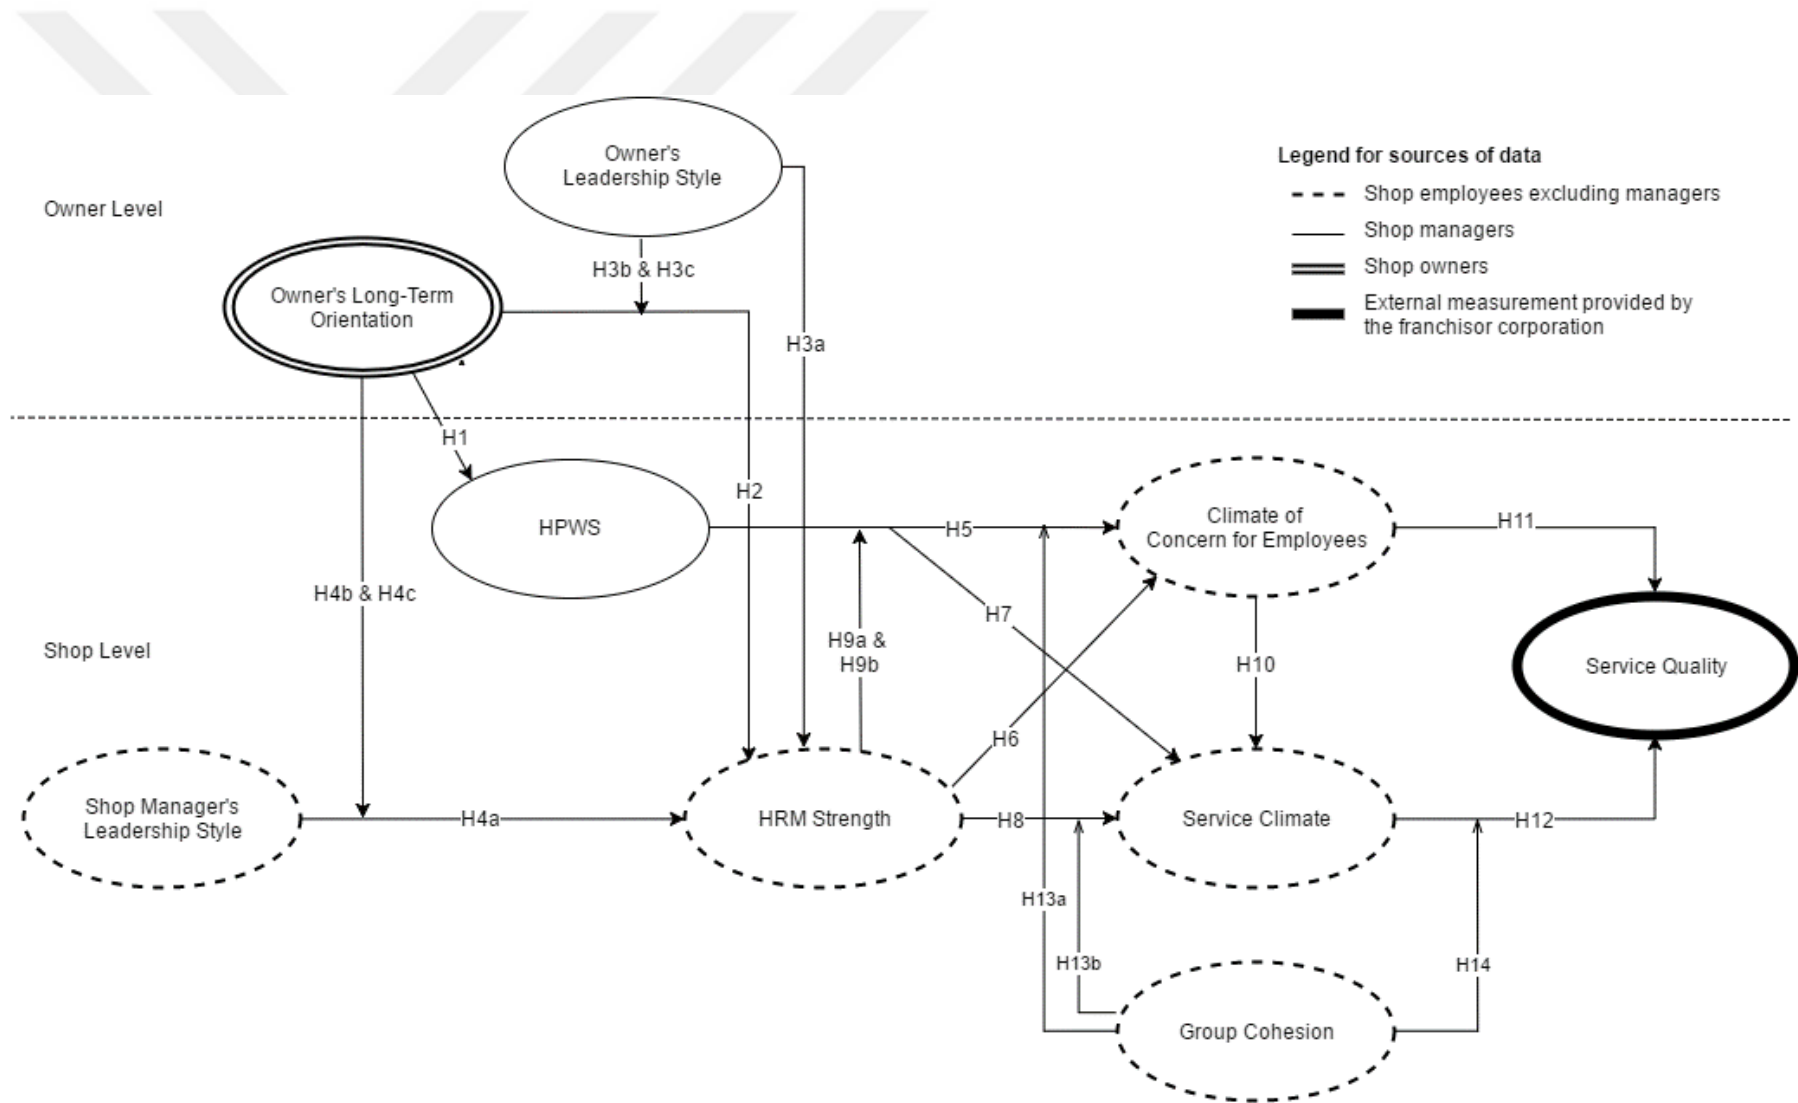 Owner's
Leadership Style
Legend for sources of data
Shop employees excluding managers
Owner Level
Shop managers
H3b & H3c
Shop owners
Owner's Long-Term
Orientation
External measurement provided by
the franchisor corporation
H3a
H1
H2
HPWS
H5
Climate of
Concern for Employees
H11
H4b & H4c
H7
Shop Level
H9a &
H9b
H10
Service Quality
H6
Shop Manager's
Leadership Style
H4a
HRM Strength
H8
Service Climate
H12
H13a
H13b
H14
Group Cohesion